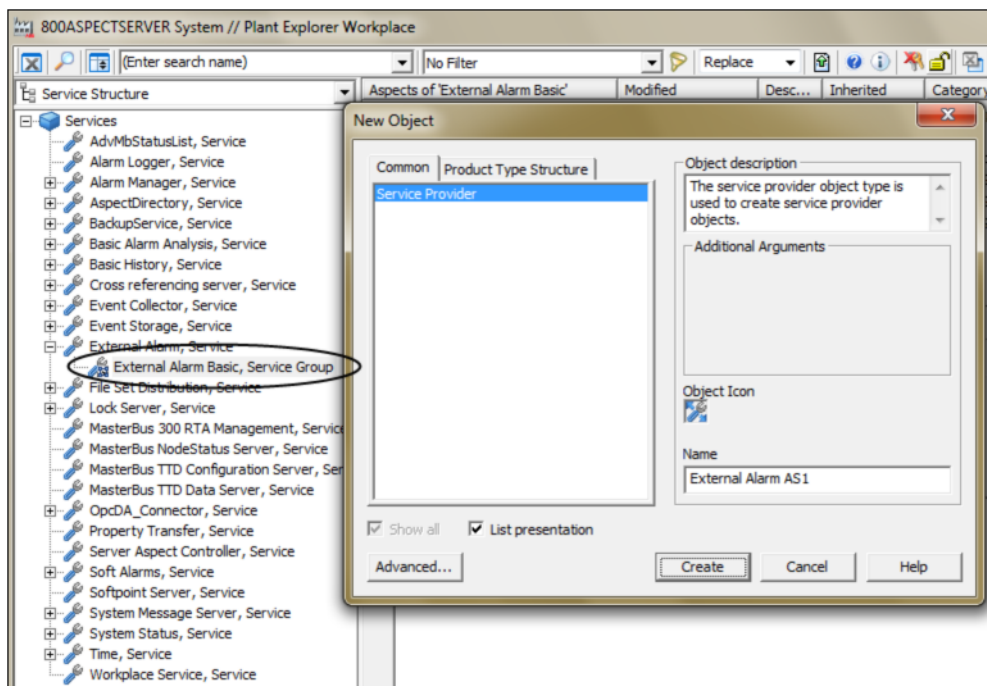 800ASPECTSERVER System // Plant Explorer Workplace
(Enter search name)
No Filter
Replace
Service Structure
Aspects of 'External Alarm Basic'
Modified
Desc...
Inherited
Category
Services
AdvMbStatusList, Service
Alarm Logger, Service
Alarm Manager, Service
AspectDirectory, Service
BackupService, Service
Basic Alarm Analysis, Service
Basic History, Service
Cross referencing server, Service
Event Collector, Service
Event Storage, Service
External Alarm, Service
External Alarm Basic, Service Group
File Set Distribution, Service
Lock Server, Service
MasterBus 300 RTA Management, Service
MasterBus NodeStatus Server, Service
MasterBus TTD Configuration Server, Ser
MasterBus TTD Data Server, Service
OpcDA_Connector, Service
Property Transfer, Service
Server Aspect Controller, Service
Soft Alarms, Service
Softpoint Server, Service
System Message Server, Service
System Status, Service
Time, Service
Workplace Service, Service
New Object
Common
Product Type Structure
Service Provider
Object description
The service provider object type is
used to create service provider
objects.
Additional Arguments
Object Icon
Name
External Alarm AS1
Show all
List presentation
Advanced...
Create
Cancel
Help